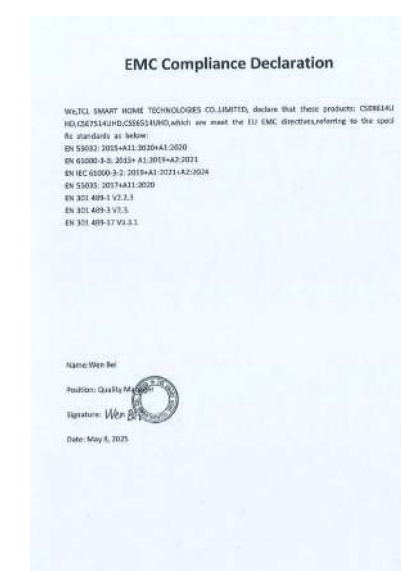 EMC Compliance Declaration
We,TCL SMART HOME TECHNOLOGIES CO.,LIMITED, declare that these products: CSE8614U
HD,CSE7514UHD,CSE6514UHD,which are meet the EU EMC directives,referring to the speci
fic standards as below:
EN 55032: 2015+A11:2020+A1:2020
EN 61000-3-3: 2013+ A1:2019+A2:2021
EN IEC 61000-3-2: 2019+A1:2021+A2:2024
EN 55035: 2017+A11:2020
EN 301 489-1 V2.2.3
EN 301 489-3 V2.3.
EN 301 489-17 V3.3.1
Name:Wen Bei
Position: Quality Manager
Signature: Wen Bei
Date: May 8, 2025